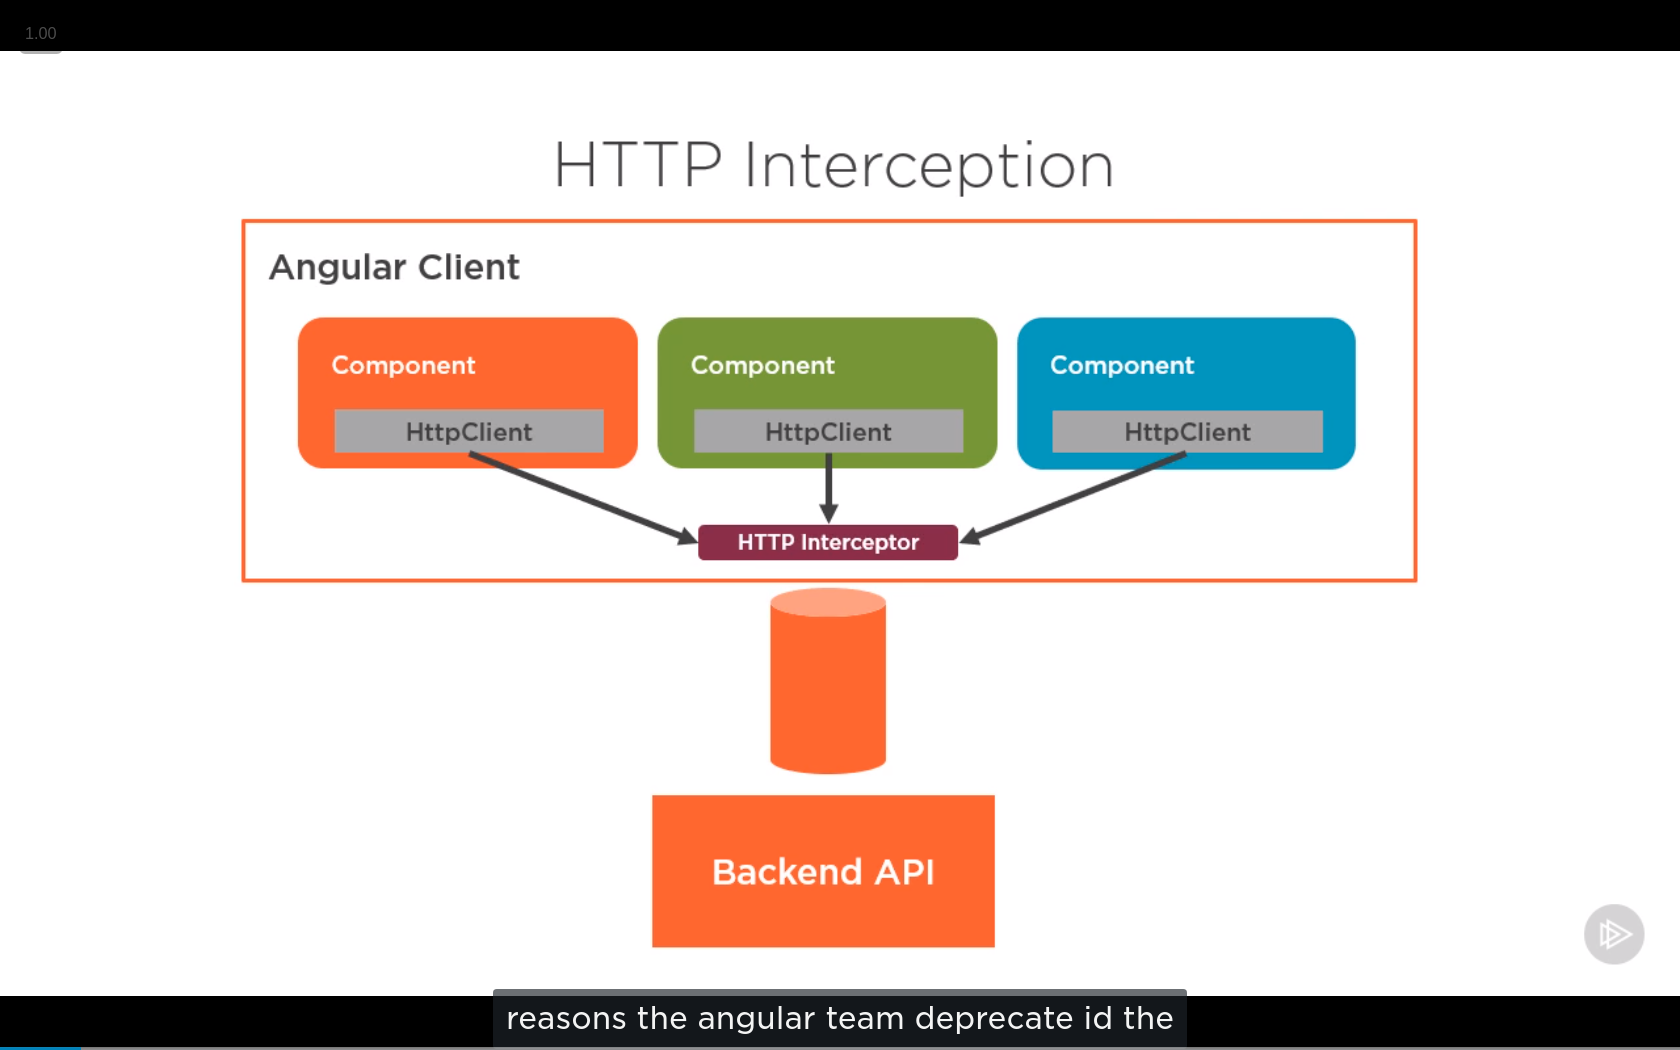 1.00
HTTP Interception
Angular Client
Component
HttpClient
Component
HttpClient
Component
HttpClient
HTTP Interceptor
Backend API
reasons the angular team deprecate id the